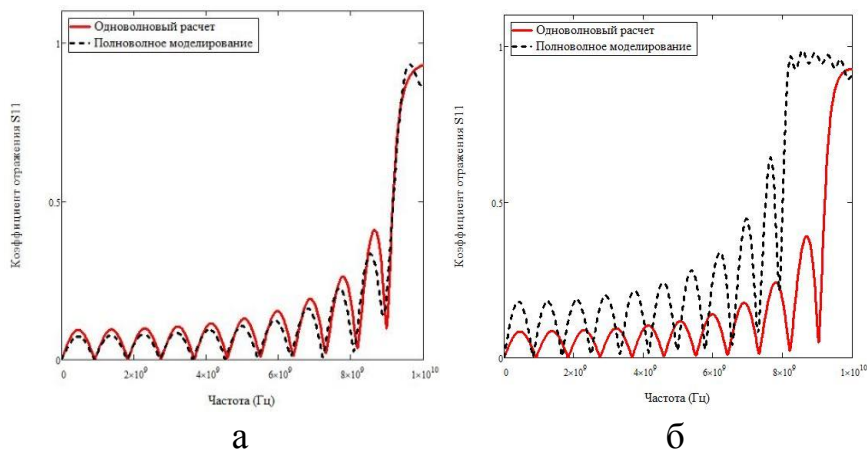 Одноволновый расчет
Полноволное моделирование
Коэффициент отражения S11
1
0.5
0
0
2×10⁹
4×10⁹
6×10⁹
8×10⁹
1×10¹⁰
Частота (Гц)
а
Одноволновый расчет
Полноволное моделирование
Коэффициент отражения S11
1
0.5
0
0
2×10⁹
4×10⁹
6×10⁹
8×10⁹
1×10¹⁰
Частота (Гц)
б